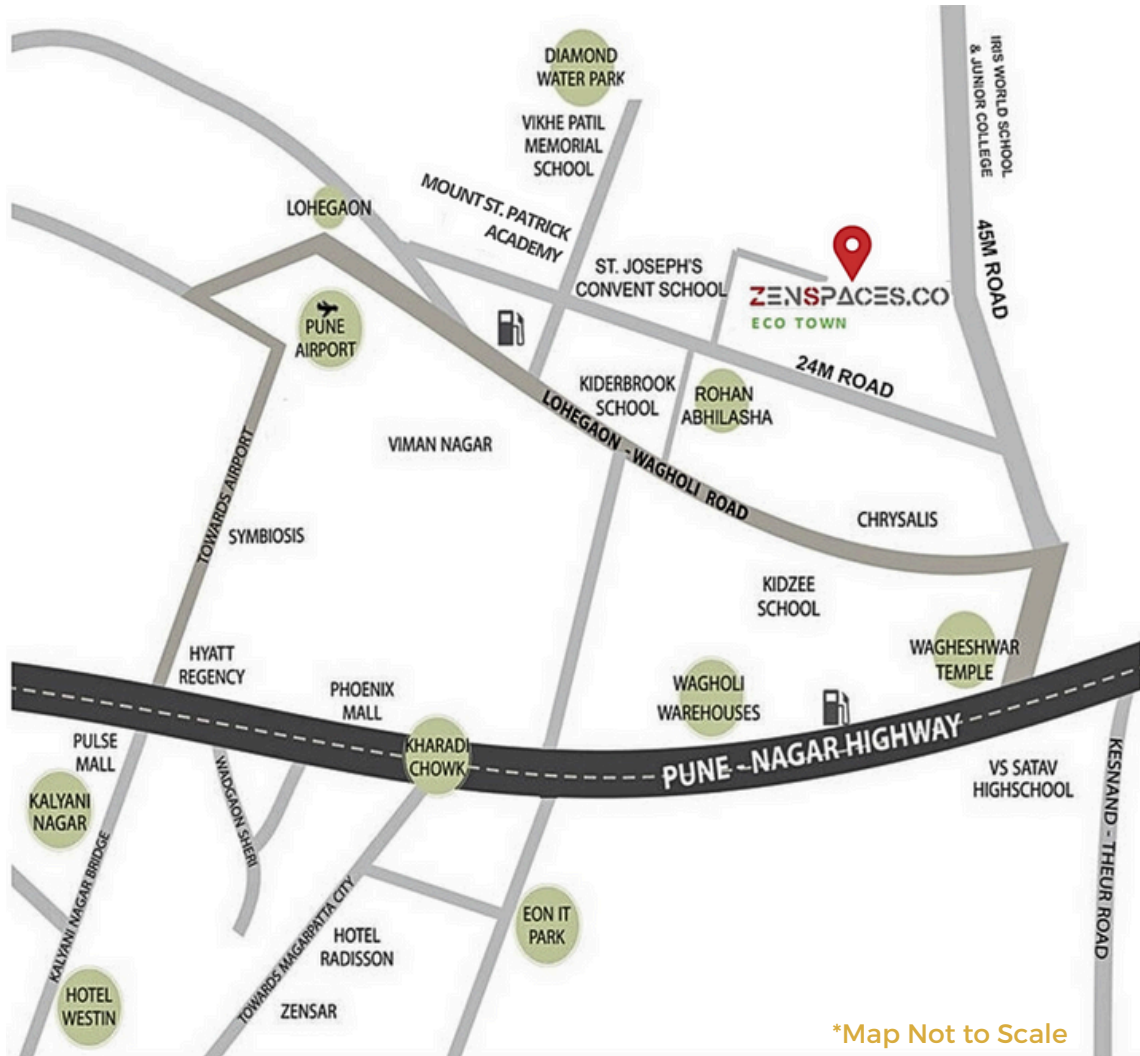 DIAMOND
WATER PARK
VIKHE PATIL
MEMORIAL
SCHOOL
IRIS WORLD SCHOOL
& JUNIOR COLLEGE
LOHEGAON
MOUNT ST. PATRICK
ACADEMY
ST. JOSEPH'S
CONVENT SCHOOL
45M ROAD
ZENSPACES.CO
ECO TOWN
PUNE
AIRPORT
24M ROAD
KIDERBROOK
SCHOOL
ROHAN
ABHILASHA
LOHEGAON - WAGHOLI ROAD
VIMAN NAGAR
TOWARDS AIRPORT
SYMBIOSIS
CHRYSALIS
KIDZEE
SCHOOL
HYATT
REGENCY
PHOENIX
MALL
WAGHOLI
WAREHOUSES
WAGHESHWAR
TEMPLE
PULSE
MALL
KHARADI
CHOWK
PUNE - NAGAR HIGHWAY
VS SATAV
HIGHSCHOOL
KALYANI
NAGAR
WADGAON SHERI
KALYANI NAGAR BRIDGE
TOWARDS MAGARPATTA CITY
KESNAND - THEUR ROAD
EON IT
PARK
HOTEL
RADISSON
HOTEL
WESTIN
ZENSAR
*Map Not to Scale